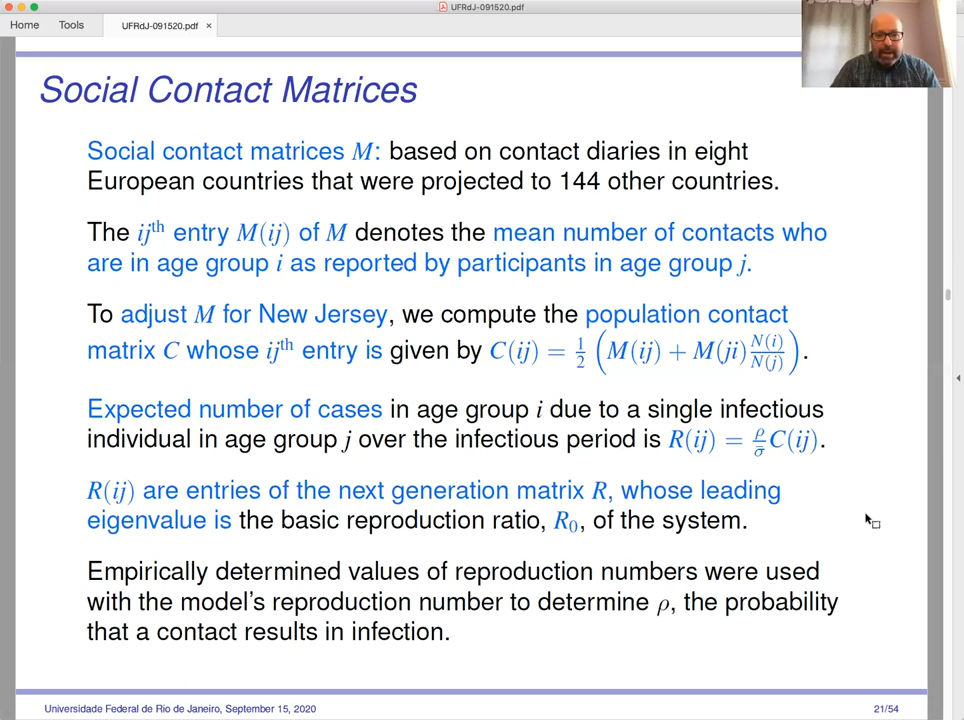 UFRdJ-091520.pdf
Home Tools UFRdJ-091520.pdf ×
Social Contact Matrices
Social contact matrices M: based on contact diaries in eight
European countries that were projected to 144 other countries.
The ijᵗʰ entry M(ij) of M denotes the mean number of contacts who
are in age group i as reported by participants in age group j.
To adjust M for New Jersey, we compute the population contact
matrix C whose ijᵗʰ entry is given by C(ij) = 1/2 (M(ij) + M(ji) N(i)/N(j)).
Expected number of cases in age group i due to a single infectious
individual in age group j over the infectious period is R(ij) = ρ/σ̄ C(ij).
R(ij) are entries of the next generation matrix R, whose leading
eigenvalue is the basic reproduction ratio, R₀, of the system.
Empirically determined values of reproduction numbers were used
with the model's reproduction number to determine ρ, the probability
that a contact results in infection.
Universidade Federal de Rio de Janeiro, September 15, 2020 21/54